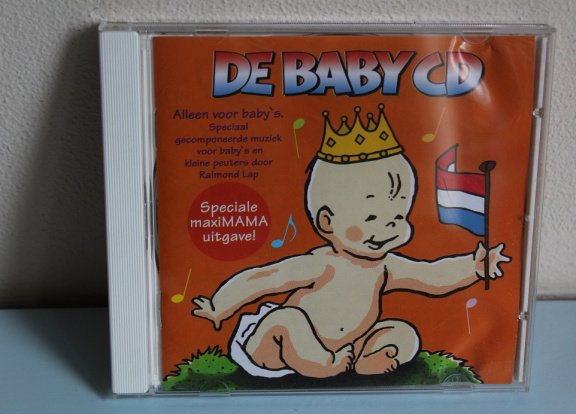 DE BABY CD
Alleen voor baby`s.
Speciaal
gecomponeerde muziek
voor baby`s en
kleine peuters door
Raimond Lap
Speciale
maxiMAMA
uitgave!